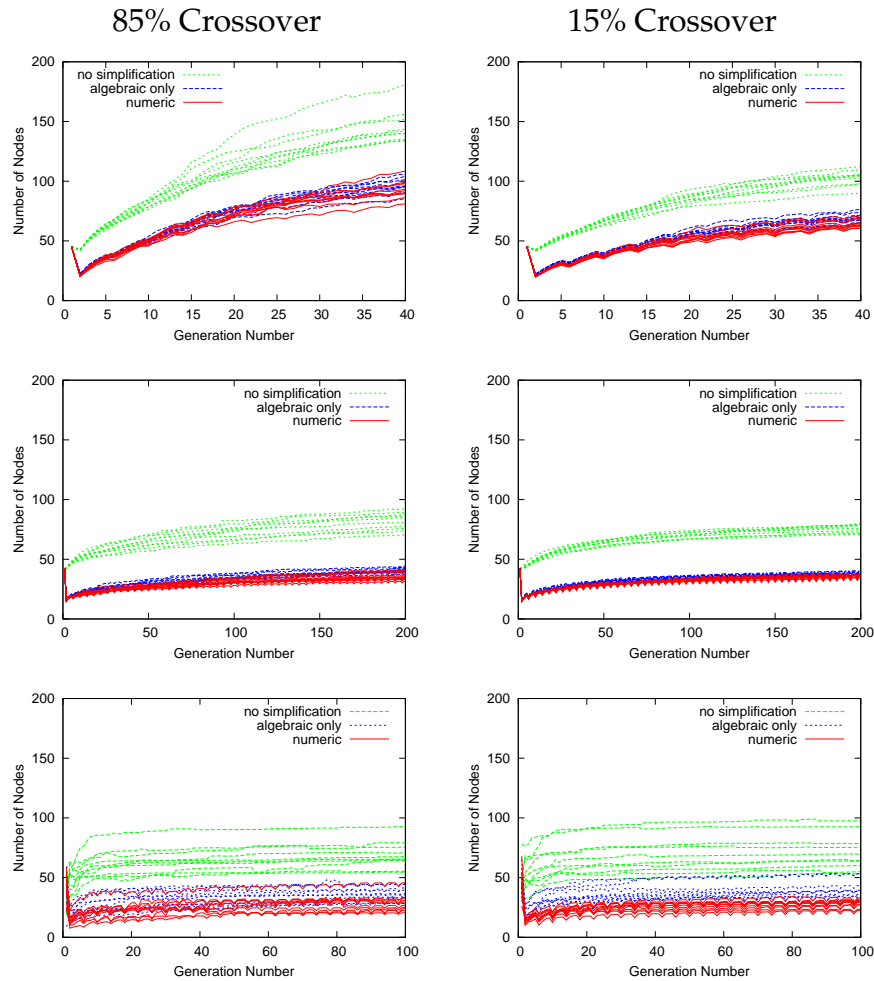 85% Crossover
15% Crossover
200
150
100
50
0
Number of Nodes
no simplification
algebraic only
numeric
0 5 10 15 20 25 30 35 40
Generation Number
200
150
100
50
0
Number of Nodes
no simplification
algebraic only
numeric
0 5 10 15 20 25 30 35 40
Generation Number
200
150
100
50
0
Number of Nodes
no simplification
algebraic only
numeric
0 50 100 150 200
Generation Number
200
150
100
50
0
Number of Nodes
no simplification
algebraic only
numeric
0 50 100 150 200
Generation Number
200
150
100
50
0
Number of Nodes
no simplification
algebraic only
numeric
0 20 40 60 80 100
Generation Number
200
150
100
50
0
Number of Nodes
no simplification
algebraic only
numeric
0 20 40 60 80 100
Generation Number